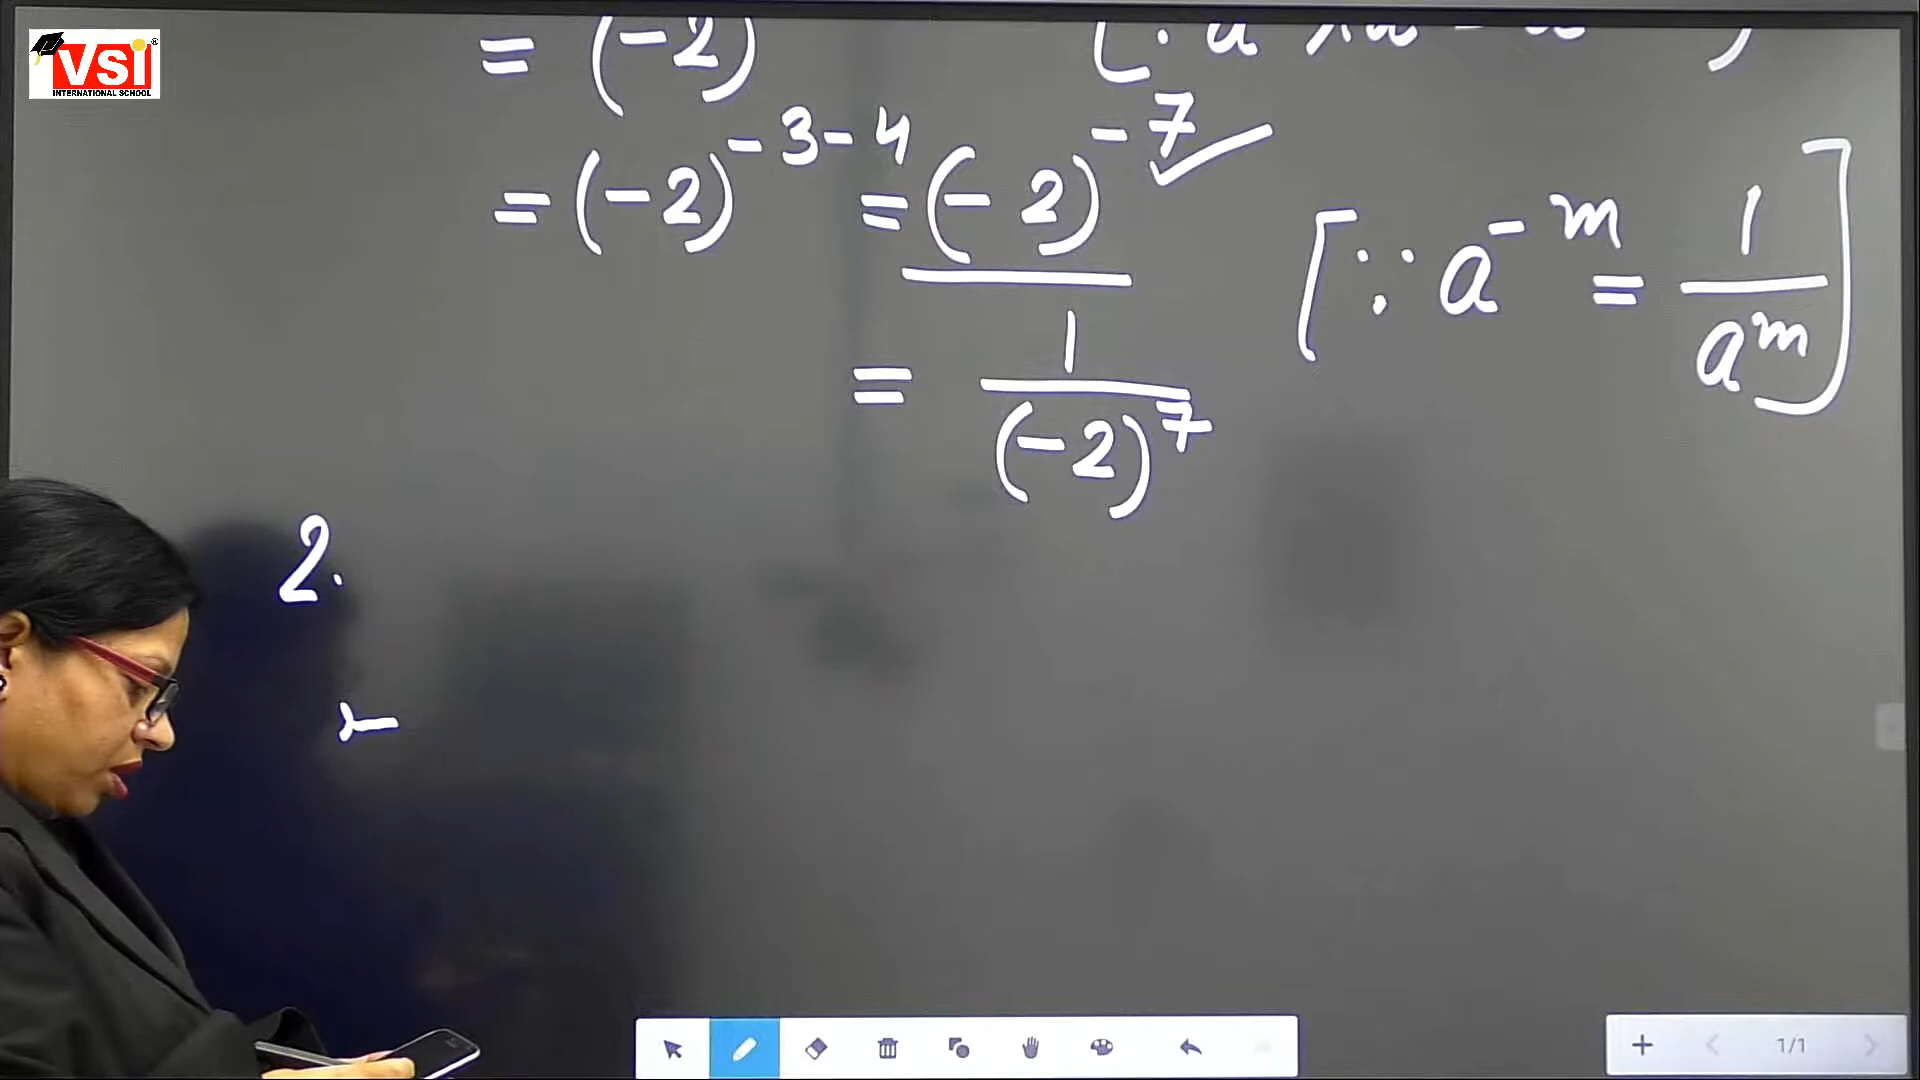 VSI
INTERNATIONAL SCHOOL
= (-2)
= (-2)^{-3-4} = (-2)^{-7} ✓
[∵ a^{-m} = 1/a^m]
= 1/(-2)^7
2.
1/1